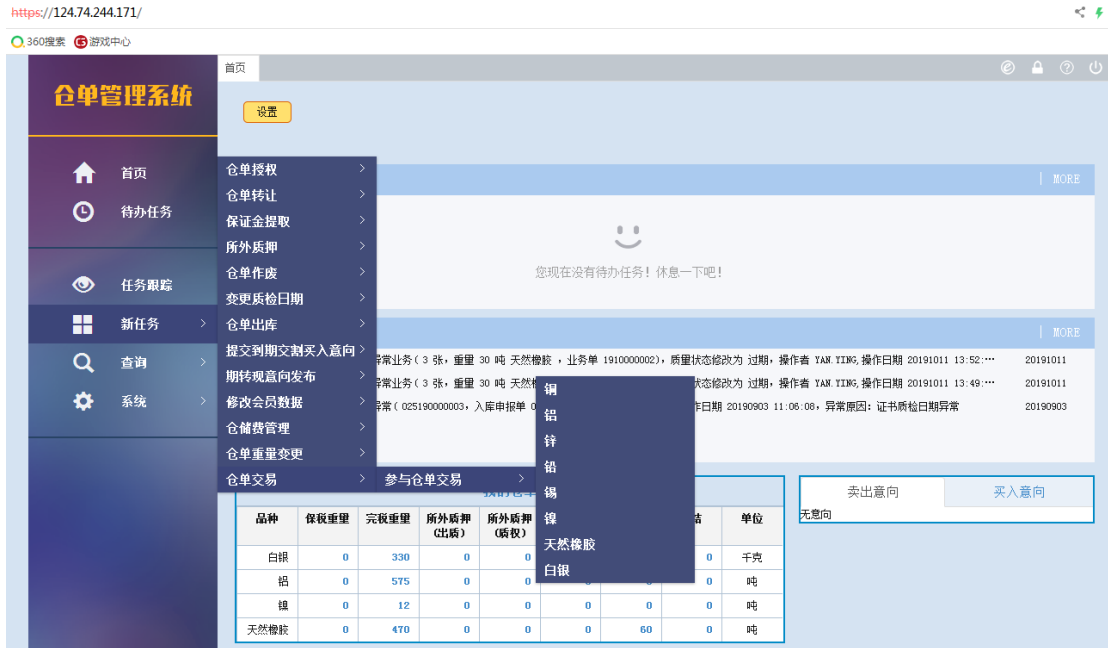 https://124.74.244.171/
360搜索 游戏中心
仓单管理系统
首页
设置
首页
待办任务
任务跟踪
新任务
查询
系统
仓单授权
仓单转让
保证金提取
所外质押
仓单作废
变更质检日期
仓单出库
提交到期交割买入意向
期转现意向发布
修改会员数据
仓储费管理
仓单重量变更
仓单交易
参与仓单交易
铜
铝
锌
铅
锡
镍
天然橡胶
白银
MORE
您现在没有待办任务！休息一下吧！
MORE
异常业务(3 张，重量 30 吨 天然橡胶 ，业务单 1910000002)，质量状态修改为 过期，操作者 YAN.YING,操作日期 20191011 13:52:… 20191011
异常业务(3 张，重量 30 吨 天然 状态修改为 过期，操作者 YAN.YING,操作日期 20191011 13:49:… 20191011
异常(025190000003，入库申报单 0 作日期 20190903 11:06:08，异常原因：证书质检日期异常 20190903
卖出意向 买入意向
无意向
品种 保税重量 完税重量 所外质押(出质) 所外质押(质权) 结 单位
白银 0 330 0 0 0 千克
铝 0 575 0 0 0 0 0 吨
镍 0 12 0 0 0 0 0 吨
天然橡胶 0 470 0 0 0 60 0 吨